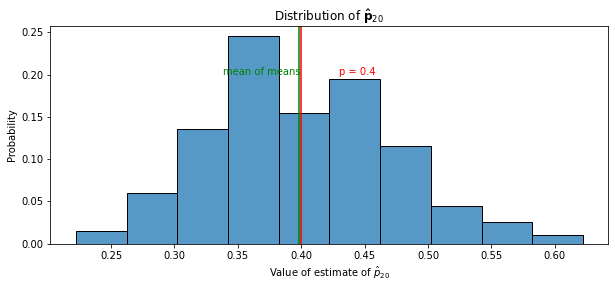 Distribution of p̂₂₀
0.25
0.20
0.15
0.10
0.05
0.00
Probability
mean of means
p = 0.4
0.25 0.30 0.35 0.40 0.45 0.50 0.55 0.60
Value of estimate of p̂₂₀